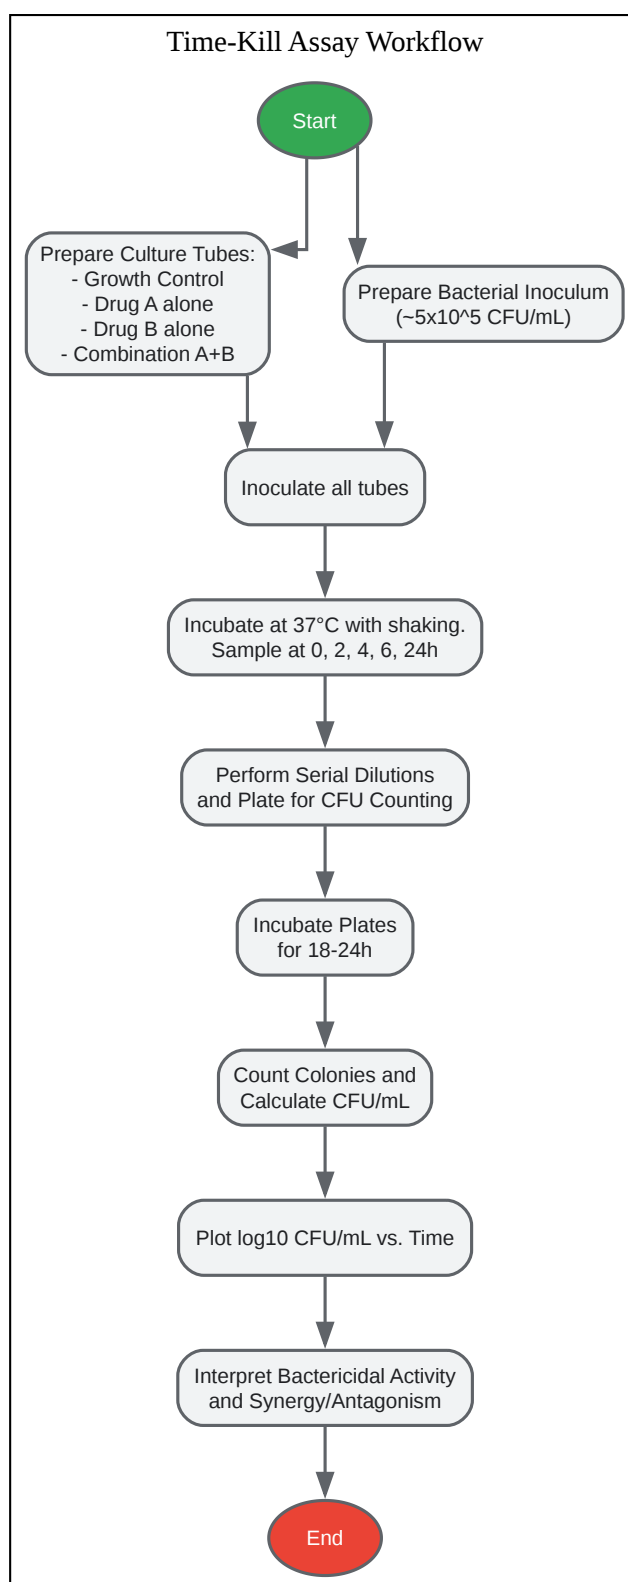 Time-Kill Assay Workflow
Start
Prepare Culture Tubes:
- Growth Control
- Drug A alone
- Drug B alone
- Combination A+B
Prepare Bacterial Inoculum
(~5x10^5 CFU/mL)
Inoculate all tubes
Incubate at 37°C with shaking.
Sample at 0, 2, 4, 6, 24h
Perform Serial Dilutions
and Plate for CFU Counting
Incubate Plates
for 18-24h
Count Colonies and
Calculate CFU/mL
Plot log10 CFU/mL vs. Time
Interpret Bactericidal Activity
and Synergy/Antagonism
End